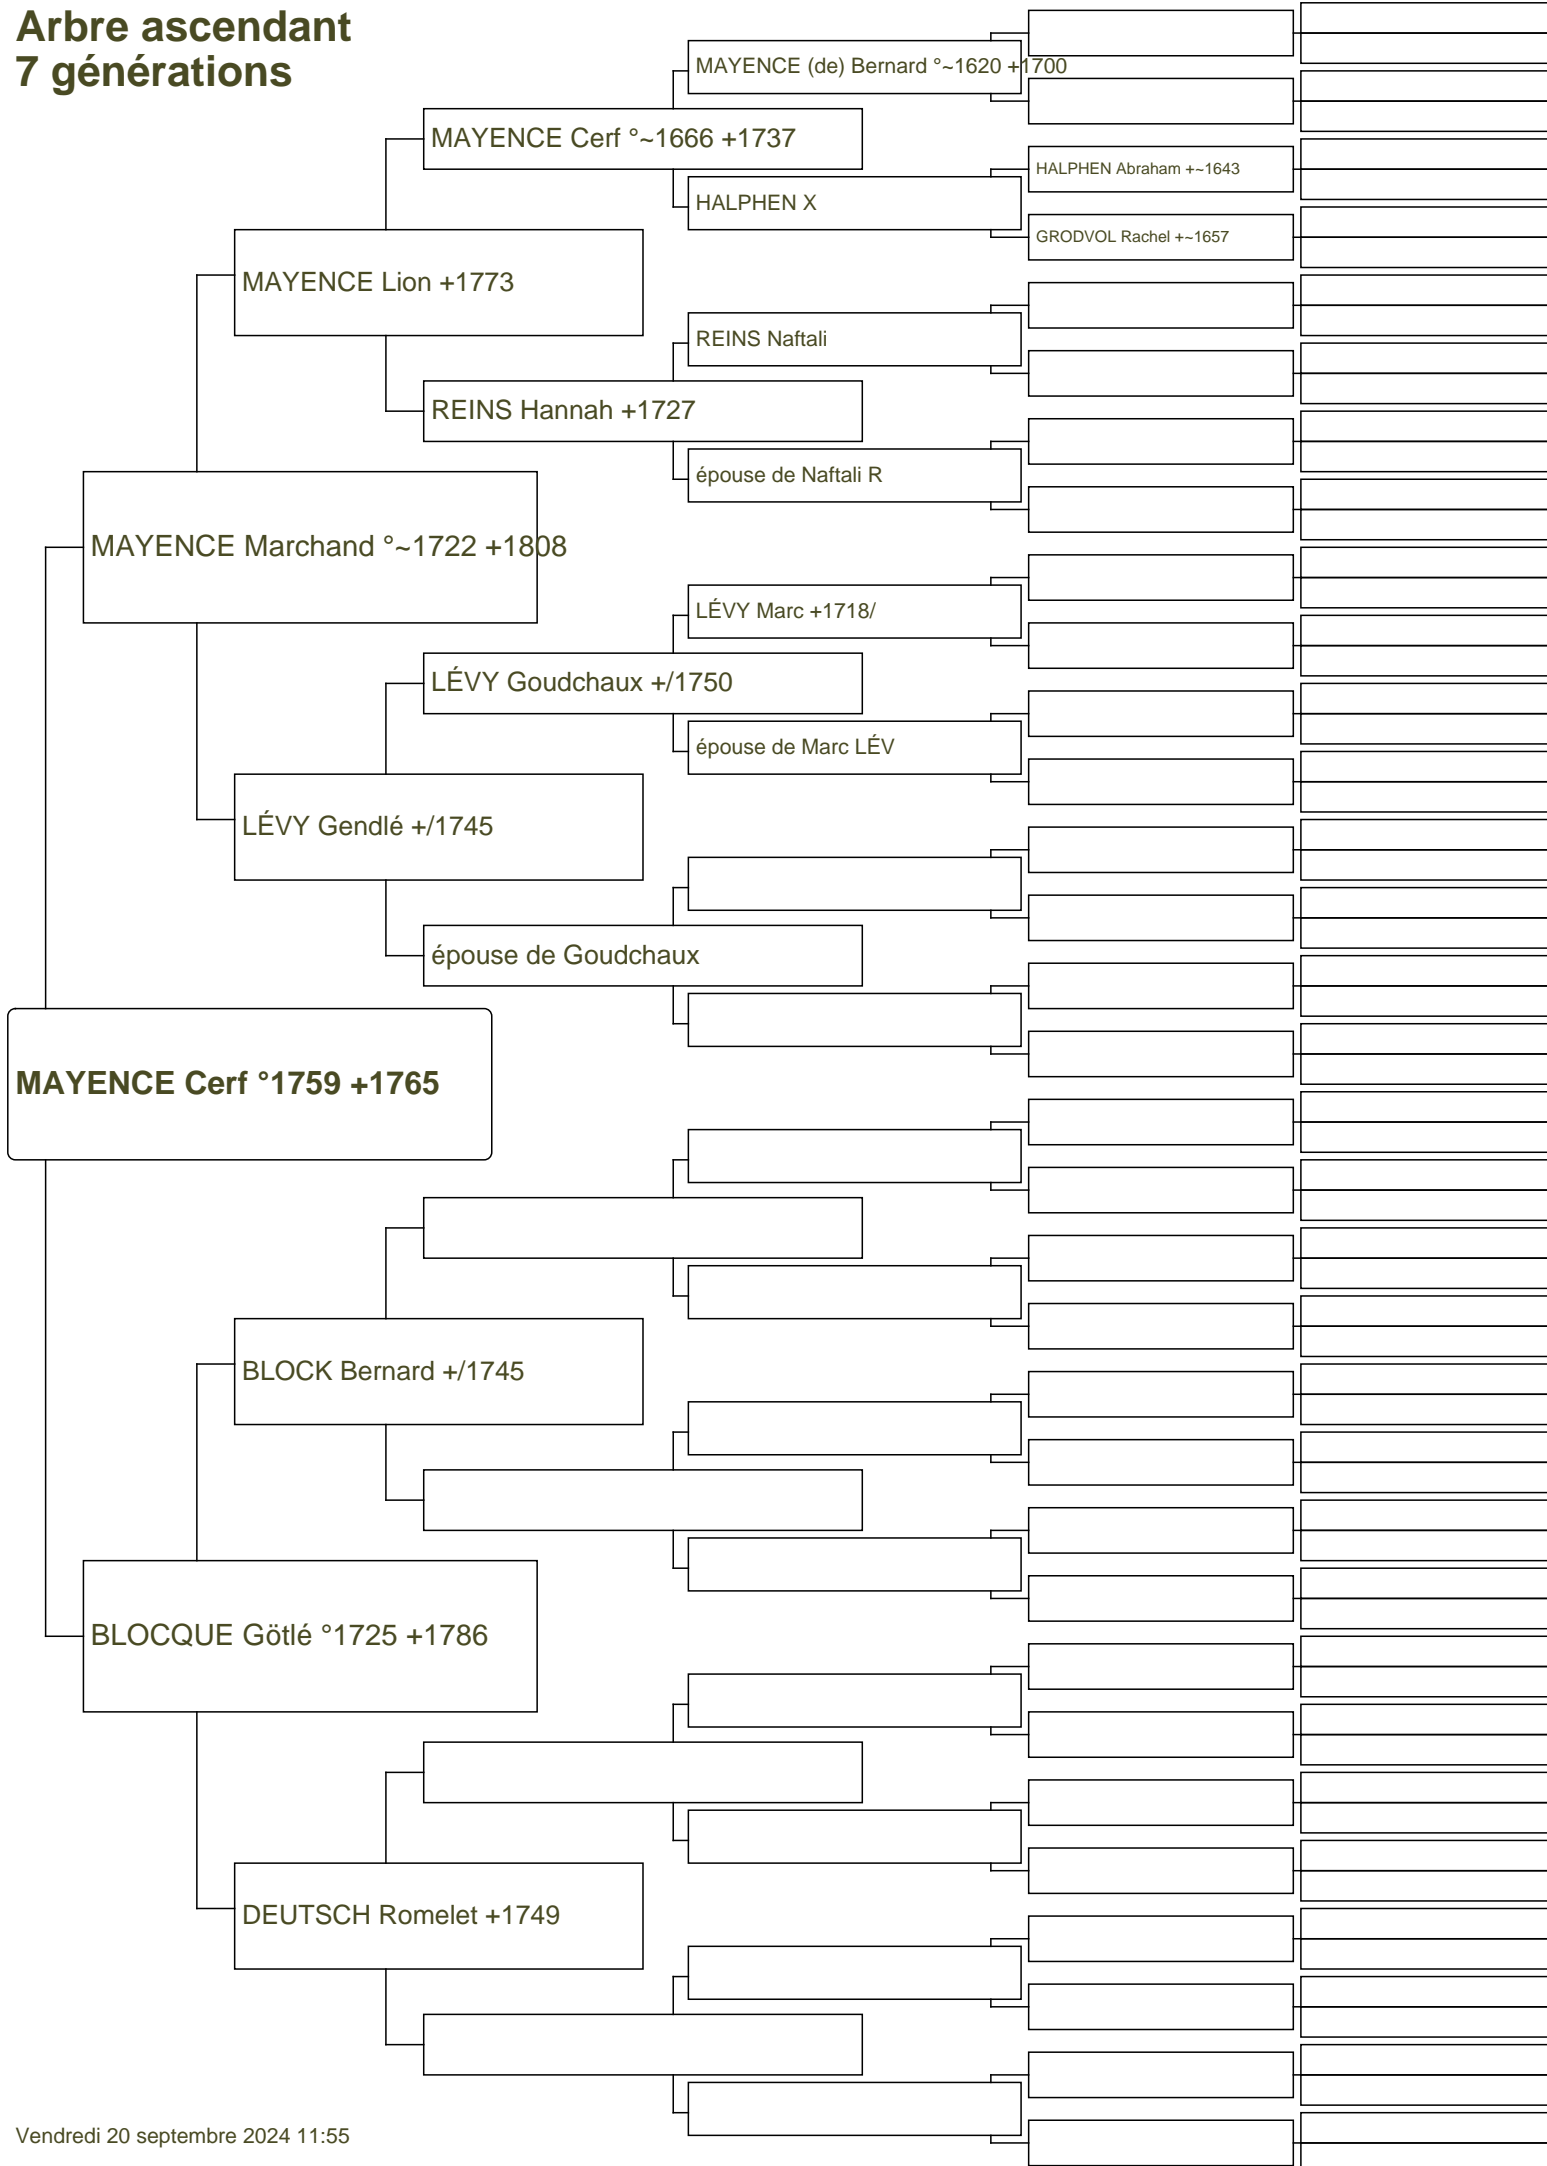 Arbre ascendant
7 générations
MAYENCE (de) Bernard °~1620 +1700
MAYENCE Cerf °~1666 +1737
HALPHEN Abraham +~1643
HALPHEN X
GRODVOL Rachel +~1657
MAYENCE Lion +1773
REINS Naftali
REINS Hannah +1727
épouse de Naftali R
MAYENCE Marchand °~1722 +1808
LÉVY Marc +1718/
LÉVY Goudchaux +/1750
épouse de Marc LÉV
LÉVY Gendlé +/1745
épouse de Goudchaux
MAYENCE Cerf °1759 +1765
BLOCK Bernard +/1745
BLOCQUE Götlé °1725 +1786
DEUTSCH Romelet +1749
Vendredi 20 septembre 2024 11:55